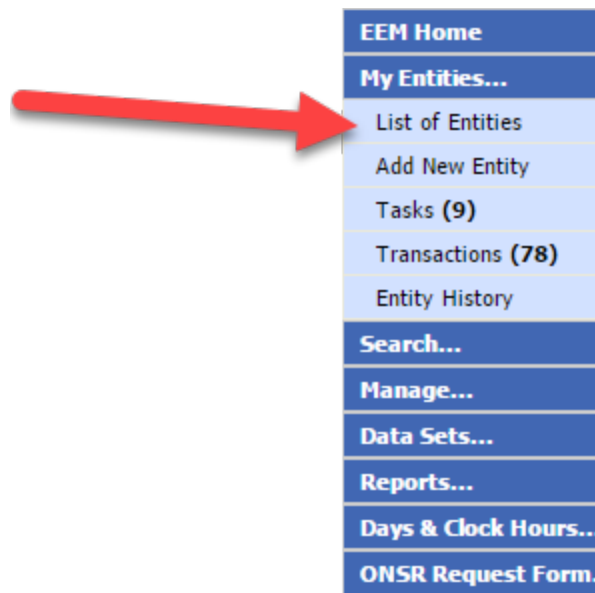 EEM Home
My Entities...
List of Entities
Add New Entity
Tasks (9)
Transactions (78)
Entity History
Search...
Manage...
Data Sets...
Reports...
Days & Clock Hours...
ONSR Request Form.